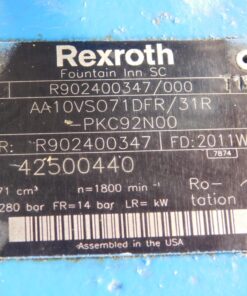 Rexroth
Fountain Inn. SC
R902400347/000
AA10VSO71DFR/31R
-PKC92N00
R: R902400347 FD: 2011W
7874
42500440
71 cm³ n=1800 min⁻¹ Ro-
280 bar FR=14 bar LR= kW tation
Assembled in the USA